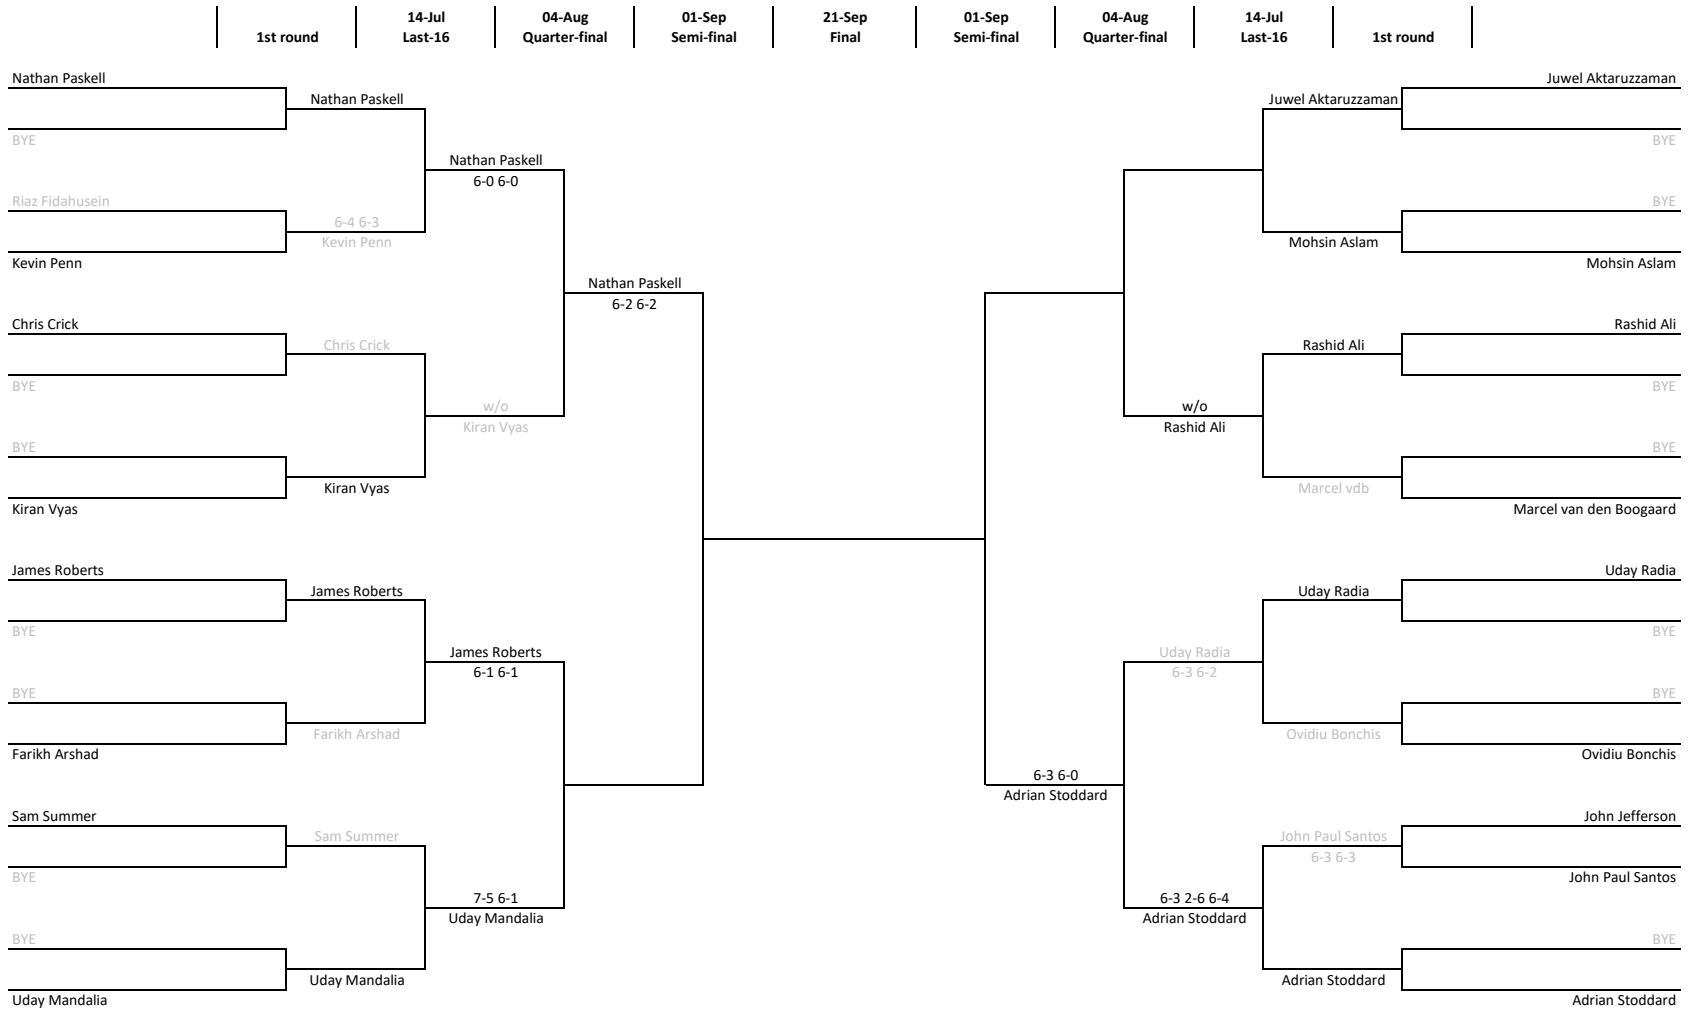 14-Jul 04-Aug 01-Sep 21-Sep 01-Sep 04-Aug 14-Jul
1st round Last-16 Quarter-final Semi-final Final Semi-final Quarter-final Last-16 1st round
Nathan Paskell Juwel Aktaruzzaman
Nathan Paskell Juwel Aktaruzzaman
BYE BYE
Nathan Paskell
6-0 6-0
Riaz Fidahusein BYE
6-4 6-3
Kevin Penn Mohsin Aslam
Kevin Penn Mohsin Aslam
Nathan Paskell
6-2 6-2
Chris Crick Rashid Ali
Chris Crick Rashid Ali
BYE BYE
w/o w/o
Kiran Vyas Rashid Ali
BYE BYE
Kiran Vyas Marcel vdb
Kiran Vyas Marcel van den Boogaard
James Roberts Uday Radia
James Roberts Uday Radia
BYE BYE
James Roberts Uday Radia
6-1 6-1 6-3 6-2
BYE BYE
Farikh Arshad Ovidiu Bonchis
Farikh Arshad Ovidiu Bonchis
6-3 6-0
Adrian Stoddard
Sam Summer John Jefferson
Sam Summer John Paul Santos
6-3 6-3
BYE John Paul Santos
7-5 6-1 6-3 2-6 6-4
Uday Mandalia Adrian Stoddard
BYE BYE
Uday Mandalia Adrian Stoddard
Uday Mandalia Adrian Stoddard